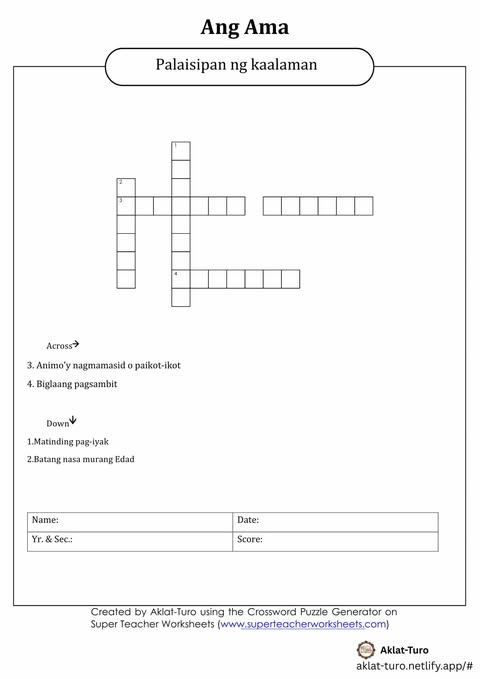 Ang Ama
Palaisipan ng kaalaman
1
2
3
4
Across
3. Animo'y nagmamasid o paikot-ikot
4. Biglaang pagsambit
Down
1.Matinding pag-iyak
2.Batang nasa murang Edad
Name:
Date:
Yr. & Sec.:
Score:
Created by Aklat-Turo using the Crossword Puzzle Generator on
Super Teacher Worksheets (www.superteacherworksheets.com)
Aklat-Turo
aklat-turo.netlify.app/#